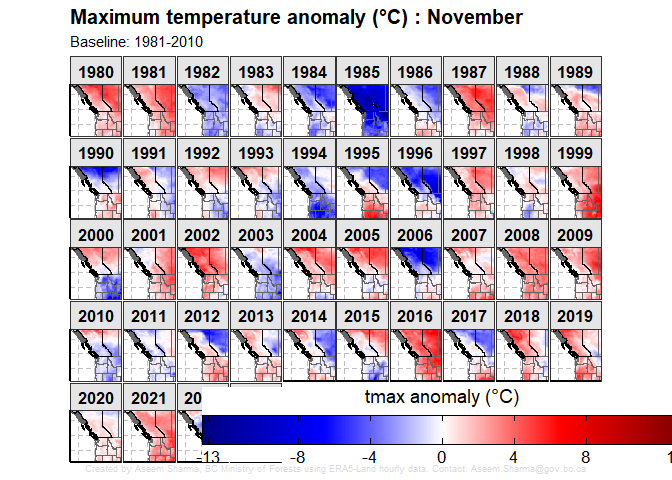 Maximum temperature anomaly (°C) : November
Baseline: 1981-2010
1980 1981 1982 1983 1984 1985 1986 1987 1988 1989
1990 1991 1992 1993 1994 1995 1996 1997 1998 1999
2000 2001 2002 2003 2004 2005 2006 2007 2008 2009
2010 2011 2012 2013 2014 2015 2016 2017 2018 2019
2020 2021 20
tmax anomaly (°C)
-13 -8 -4 0 4 8 1
Created by Aseem Sharma, BC Ministry of Forests using ERA5-Land hourly data. Contact: Aseem.Sharma@gov.bc.ca